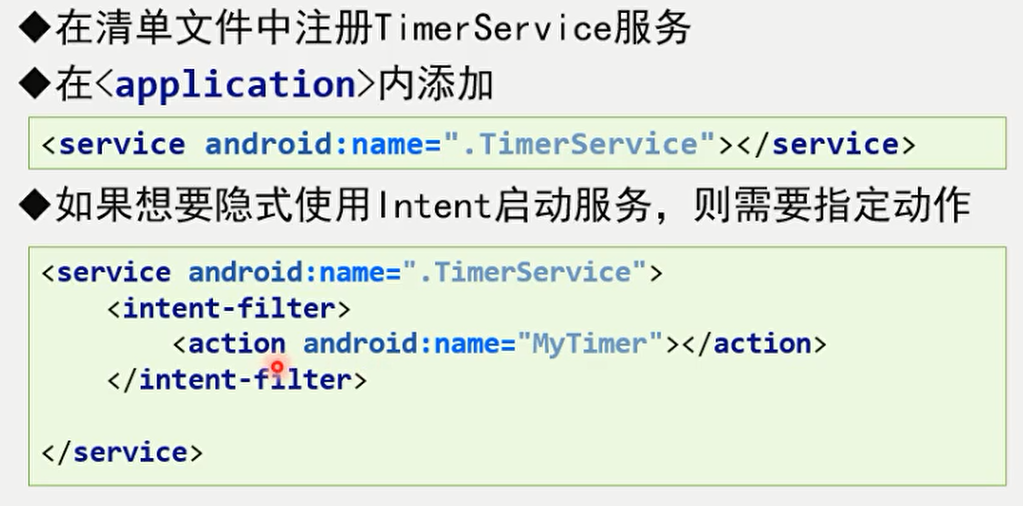 ◆在清单文件中注册TimerService服务
◆在<application>内添加
<service android:name=".TimerService"></service>
◆如果想要隐式使用Intent启动服务，则需要指定动作
<service android:name=".TimerService">
    <intent-filter>
        <action android:name="MyTimer"></action>
    </intent-filter>
</service>